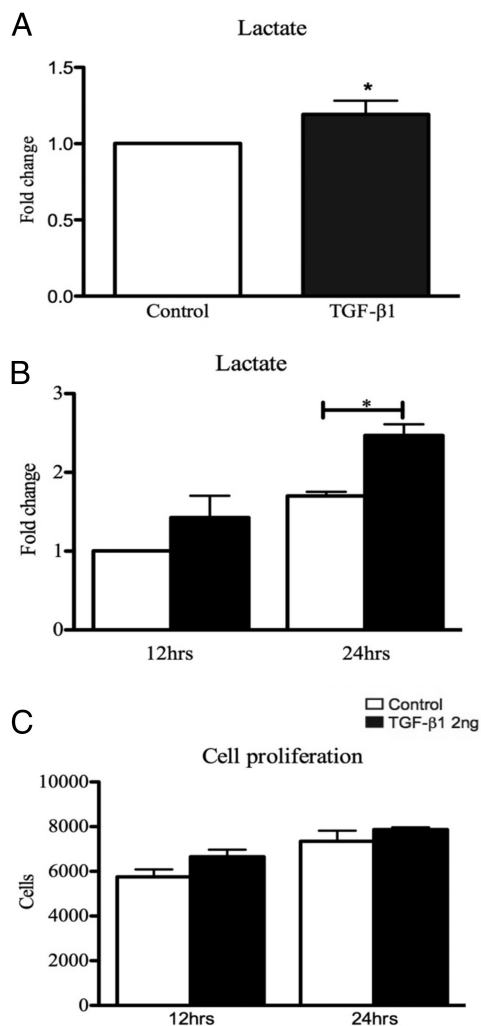 A
Lactate
Fold change
1.5
*
1.0
0.5
0.0
Control TGF-β1
B
Lactate
Fold change
3
*
2
1
0
12hrs 24hrs
C
Control
TGF-β1 2ng
Cell proliferation
Cells
10000
8000
6000
4000
2000
0
12hrs 24hrs